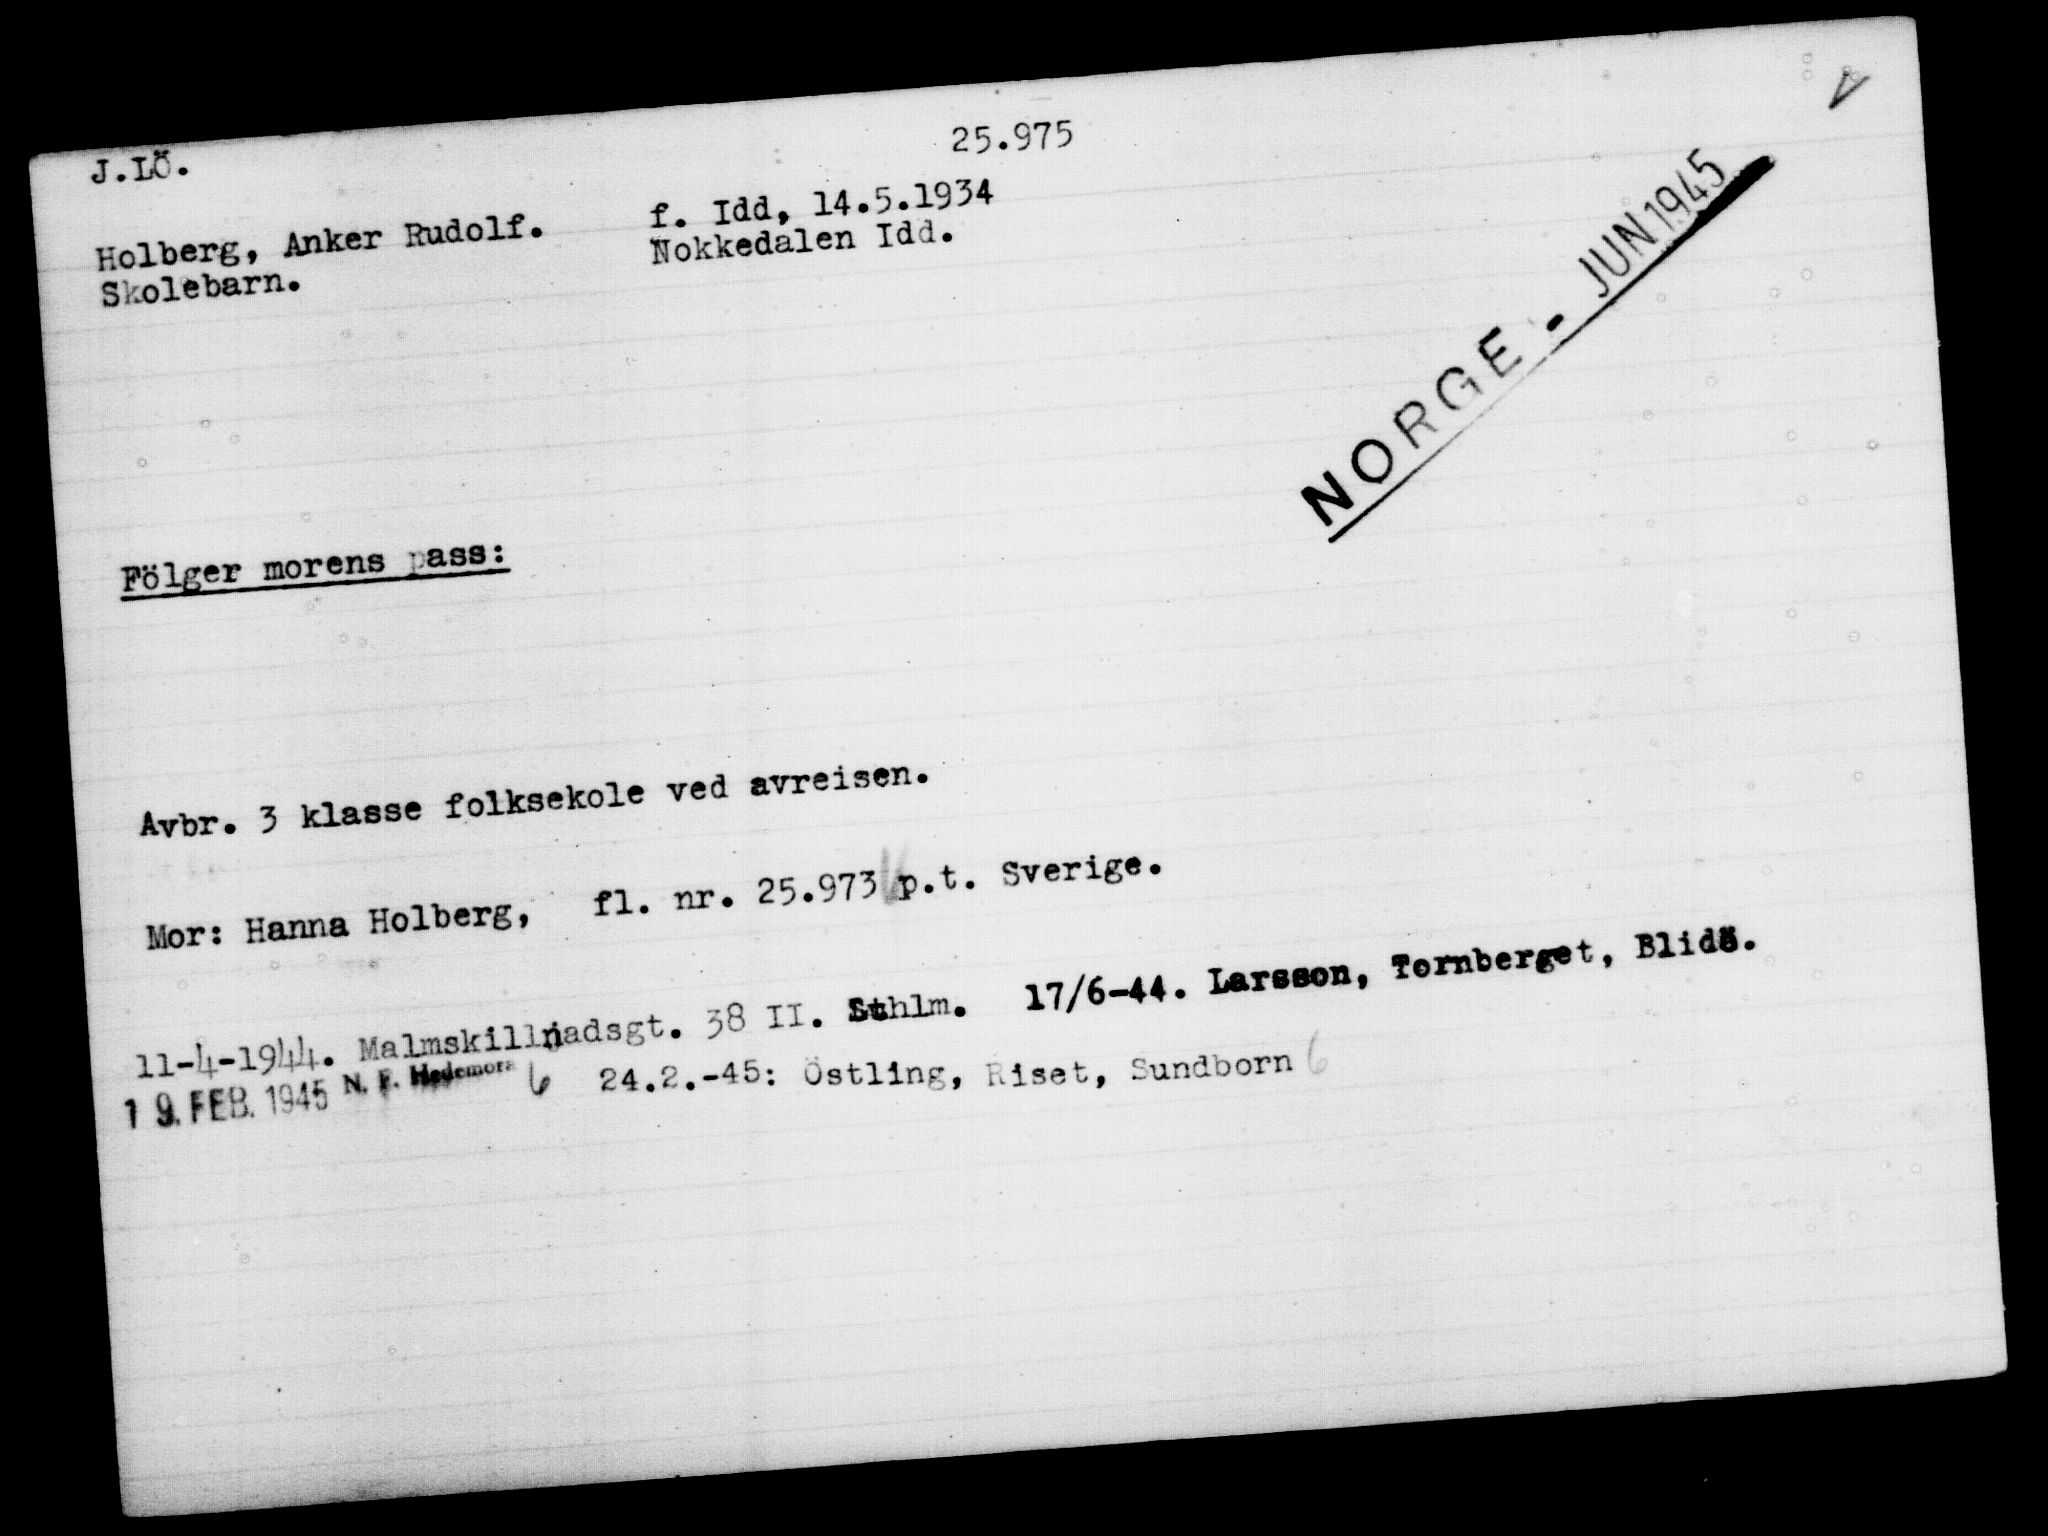 J.LÖ.
25.975
Holberg, Anker Rudolf. f. Idd, 14.5.1934
Skolebarn. Nokkedalen Idd.
NORGE - JUN 1945
Fölger morens pass:
Avbr. 3 klasse folksekole ved avreisen.
Mor: Hanna Holberg, fl. nr. 25.973 p.t. Sverige.
11-4-1944. Malmskillnadsgt. 38 II. Sthlm. 17/6-44. Larsson, Tornberget, Blidö.
19. FEB. 1945 N. F. Hedemora 6 24.2.-45: Östling, Riset, Sundborn 6